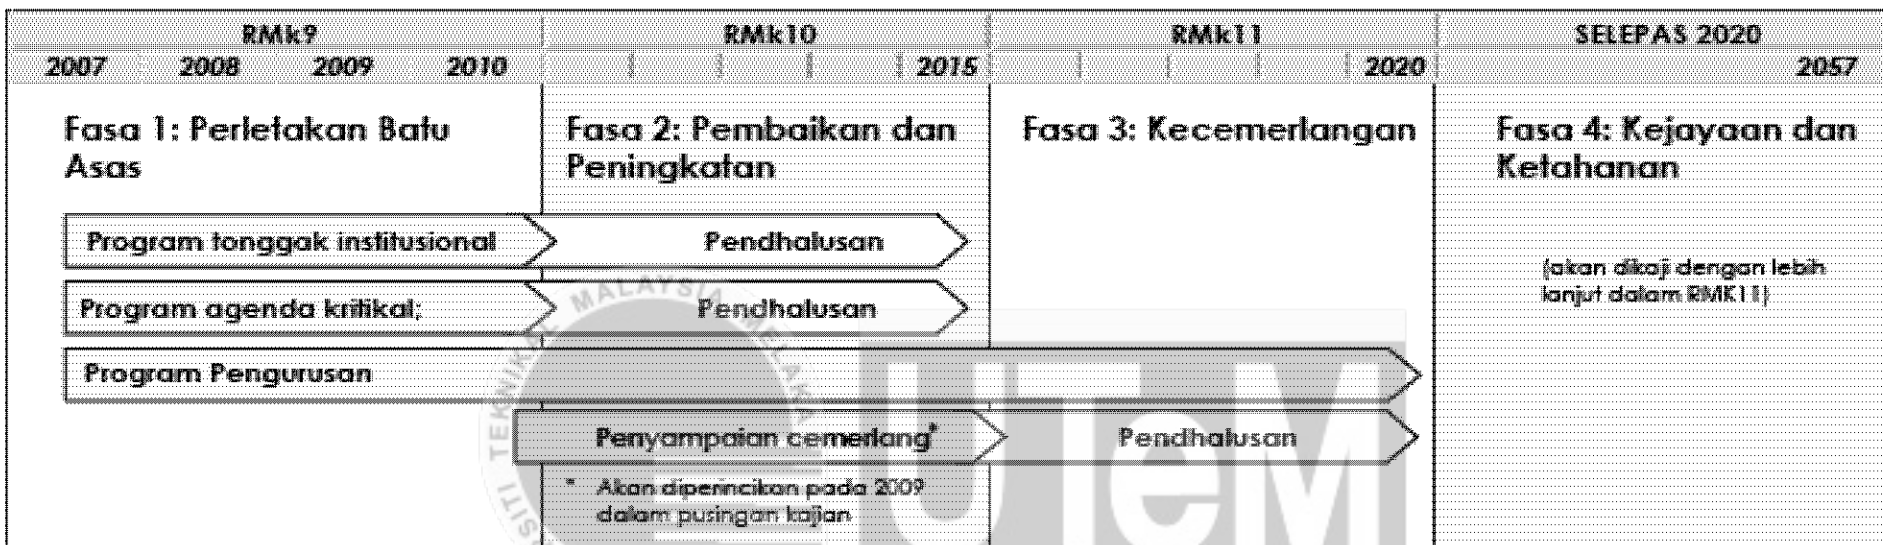 RMk9 RMk10 RMk11 SELEPAS 2020
2007 2008 2009 2010 2015 2020 2057
Fasa 1: Perletakan Batu
Asas
Fasa 2: Pembaikan dan
Peningkatan
Fasa 3: Kecemerlangan
Fasa 4: Kejayaan dan
Ketahanan
Program tonggak institusional
Pendhalusan
Program agenda kritikal;
Pendhalusan
(akan dikaji dengan lebih
lanjut dalam RMK11)
Program Pengurusan
Penyampaian cemerlang*
Pendhalusan
* Akan diperincikan pada 2009
dalam pusingan kajian
SITI TEKNIKAL MALAYSIA MELAKA
UTeM